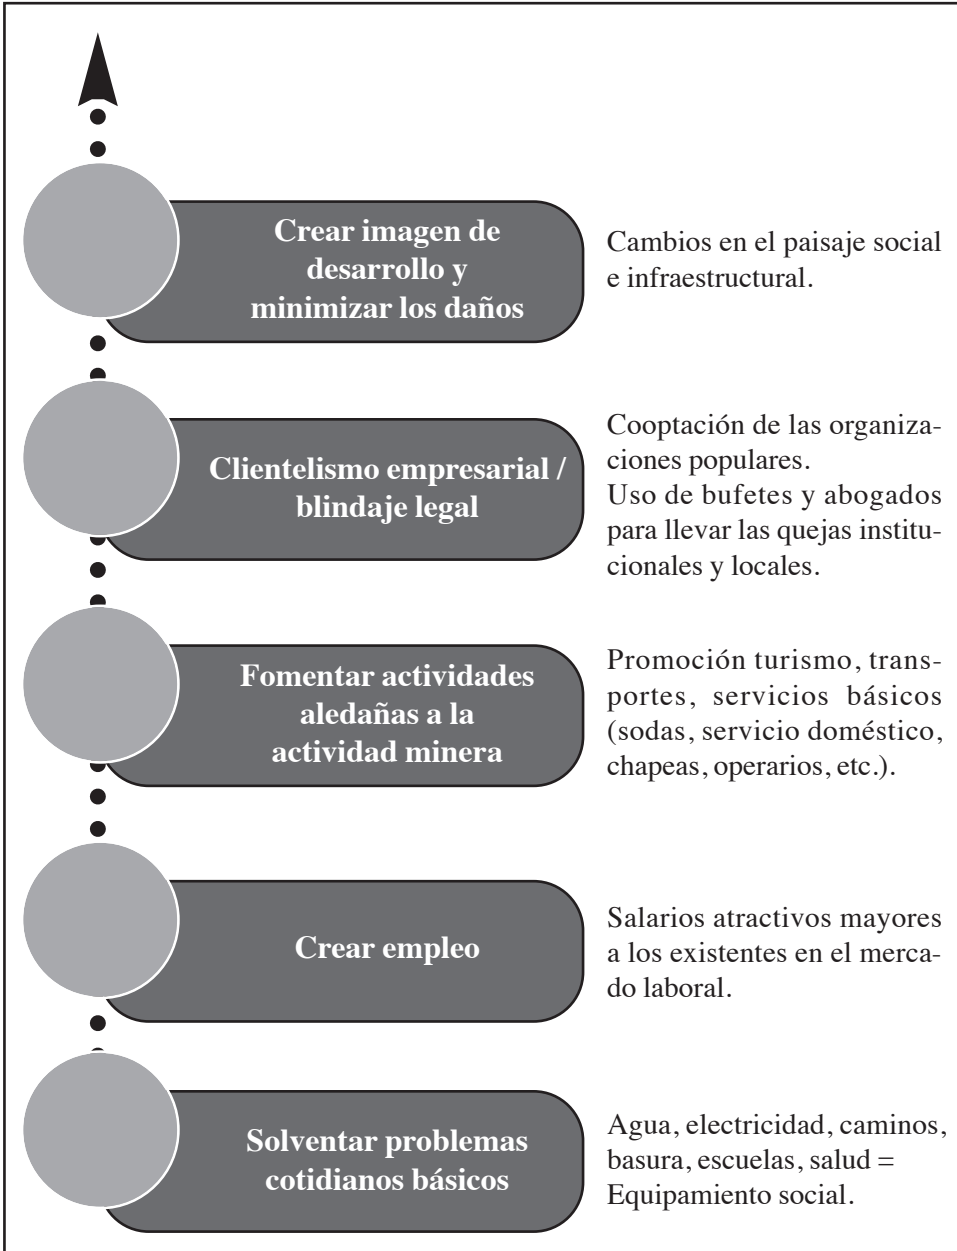 Crear imagen de
desarrollo y
minimizar los daños
Cambios en el paisaje social
e infraestructural.
Clientelismo empresarial /
blindaje legal
Cooptación de las organiza-
ciones populares.
Uso de bufetes y abogados
para llevar las quejas institu-
cionales y locales.
Fomentar actividades
aledañas a la
actividad minera
Promoción turismo, trans-
portes, servicios básicos
(sodas, servicio doméstico,
chapeas, operarios, etc.).
Crear empleo
Salarios atractivos mayores
a los existentes en el merca-
do laboral.
Solventar problemas
cotidianos básicos
Agua, electricidad, caminos,
basura, escuelas, salud =
Equipamiento social.